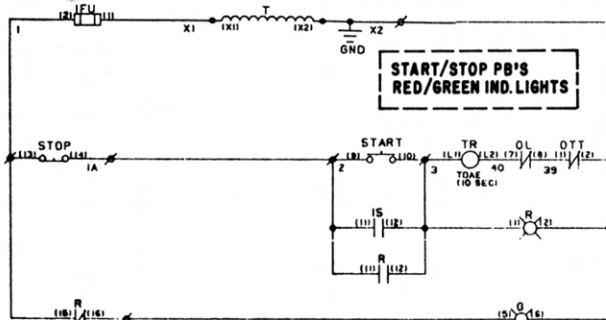 FU
(2) (1)
T
1
X1
(X1) (X2)
X2
GND
START/STOP PB'S
RED/GREEN IND. LIGHTS
STOP
(13) (14)
1A
START
(9) (10)
2
3
TR
(L1) (L2)
TDAE
(10 SEC)
40
OL
(7) (8)
39
OTT
(1) (2)
1S
(11) (12)
R
(11) (12)
R
(1) (2)
R
(15) (16)
G
(5) (6)